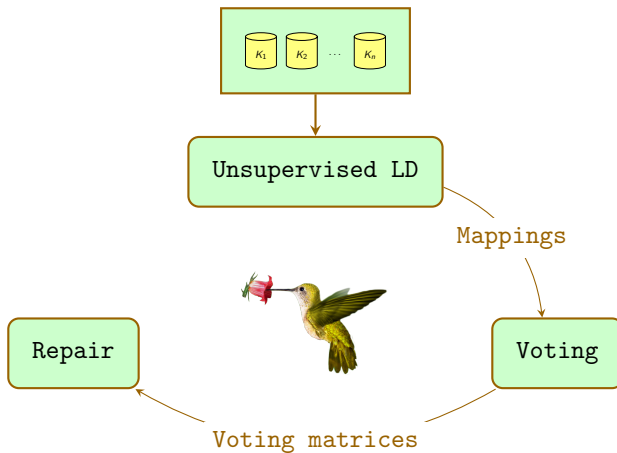 K1 K2 ... Kn
Unsupervised LD
Mappings
Repair
Voting
Voting matrices